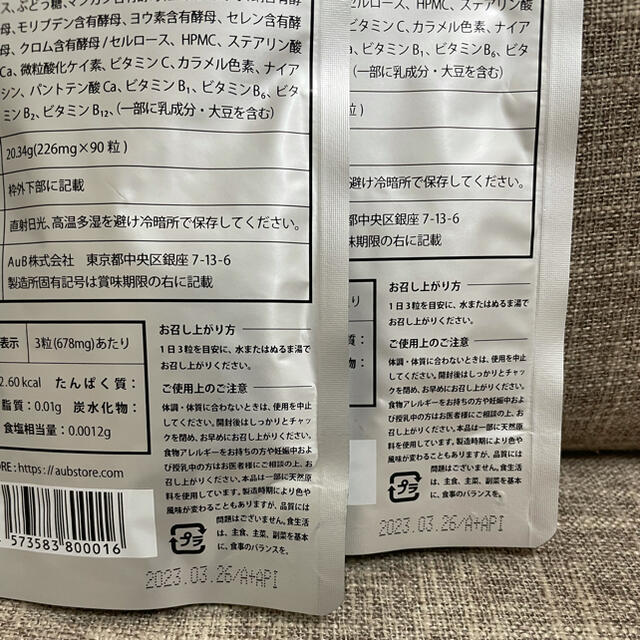 ス、ぶどう糖、マンガン含有酵
母、モリブデン含有酵母、ヨウ素含有酵母、セレン含有酵
母、クロム含有酵母/セルロース、HPMC、ステアリン酸
Ca、微粒酸化ケイ素、ビタミンC、カラメル色素、ナイア
シン、パントテン酸Ca、ビタミンB₁、ビタミンB₆、ビタ
ミンB₂、ビタミンB₁₂、(一部に乳成分・大豆を含む)
20.34g(226mg×90粒)
枠外下部に記載
直射日光、高温多湿を避け冷暗所で保存してください。
AuB株式会社 東京都中央区銀座7-13-6
製造所固有記号は賞味期限の右に記載
表示 3粒(678mg)あたり
2.60kcal たんぱく質:
脂質:0.01g 炭水化物:
食塩相当量:0.0012g
ORE:https://aubstore.com
573583 800016
お召し上がり方
1日3粒を目安に、水またはぬるま湯で
お召し上がりください。
ご使用上のご注意
体調・体質に合わないときは、使用を中止
してください。開封後はしっかりとチャッ
クを閉め、お早めにお召し上がりください。
食物アレルギーをお持ちの方や妊娠中およ
び授乳中の方はお医者様にご相談の上、お
召し上がりください。本品は一部に天然原
料を使用しています。製造時期により色や
風味が変わることもありますが、品質には
問題はございません。食生活
は、主食、主菜、副菜を基本
に、食事のバランスを。
プラ
2023.03.26/A+API
ルロース、HPMC、ステアリン酸
ビタミンC、カラメル色素、ナイア
a、ビタミンB₁、ビタミンB₆、ビタ
(一部に乳成分・大豆を含む)
粒)
避け冷暗所で保存してください。
都中央区銀座7-13-6
味期限の右に記載
り
質:
物:
お召し上がり方
1日3粒を目安に、水またはぬるま湯で
お召し上がりください。
ご使用上のご注意
体調・体質に合わないときは、使用を中止
してください。開封後はしっかりとチャッ
クを閉め、お早めにお召し上がりください。
食物アレルギーをお持ちの方や妊娠中およ
び授乳中の方はお医者様にご相談の上、お
召し上がりください。本品は一部に天然原
料を使用しています。製造時期により色や
風味が変わることもありますが、品質には
問題はございません。食生活
は、主食、主菜、副菜を基本
に、食事のバランスを。
プラ
2023.03.26/A+API